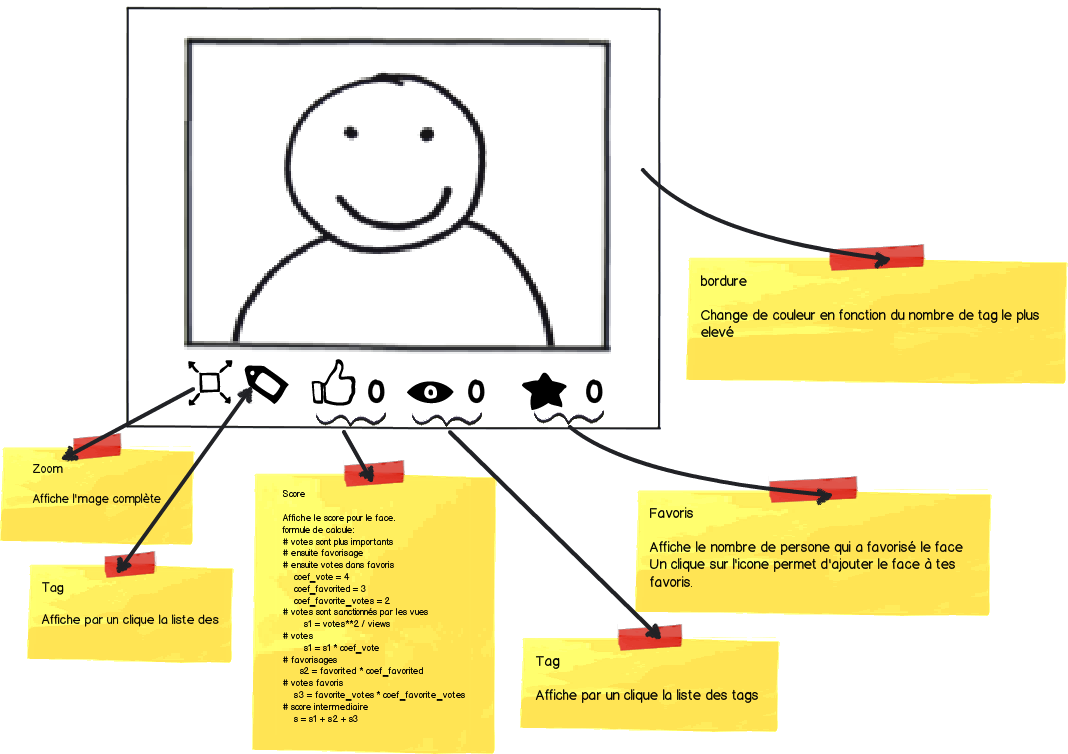 0
0
0
bordure
Change de couleur en fonction du nombre de tag le plus
elevé
Zoom
Affiche l'mage complète
Tag
Affiche par un clique la liste des
Score
Affiche le score pour le face.
formule de calcule:
# votes sont plus importants
# ensuite favorisage
# ensuite votes dans favoris
coef_vote = 4
coef_favorited = 3
coef_favorite_votes = 2
# votes sont sanctionnés par les vues
s1 = votes**2 / views
# votes
s1 = s1 * coef_vote
# favorisages
s2 = favorited * coef_favorited
# votes favoris
s3 = favorite_votes * coef_favorite_votes
# score intermediaire
s = s1 + s2 + s3
Favoris
Affiche le nombre de persone qui a favorisé le face
Un clique sur l'icone permet d'ajouter le face à tes
favoris.
Tag
Affiche par un clique la liste des tags